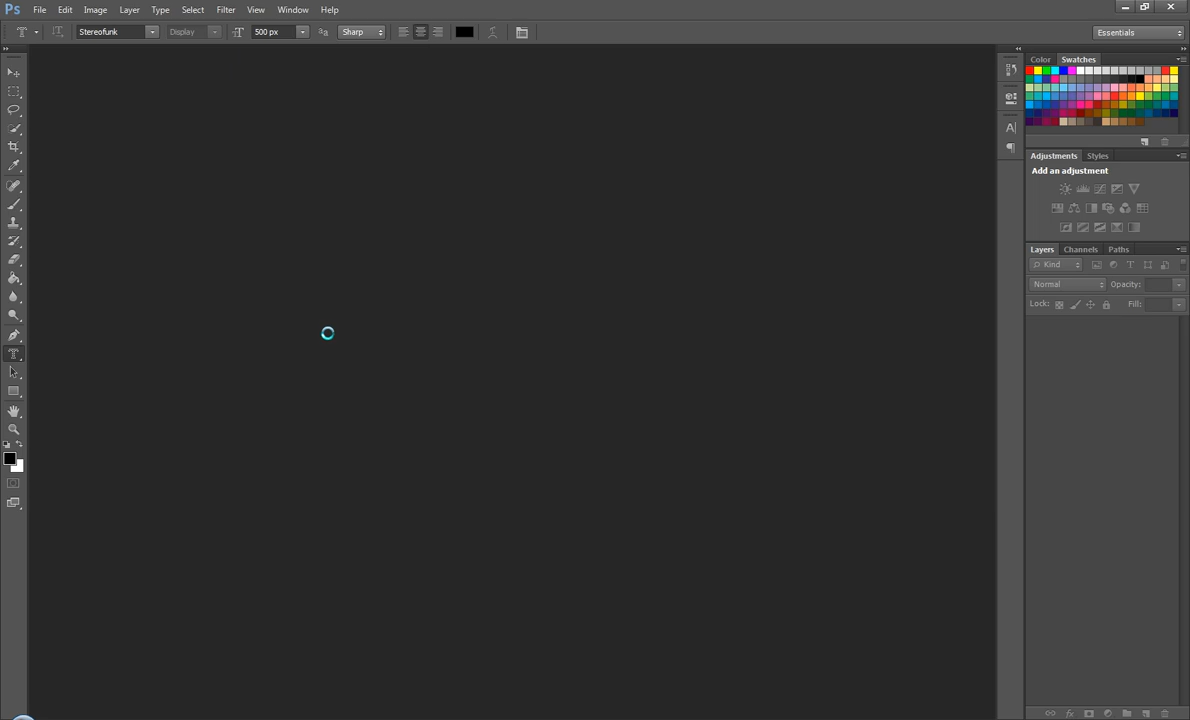 Ps File Edit Image Layer Type Select Filter View Window Help
Stereofunk Display 500 px Sharp Essentials
Color Swatches
Adjustments Styles
Add an adjustment
Layers Channels Paths
Kind
Normal Opacity:
Lock: Fill: